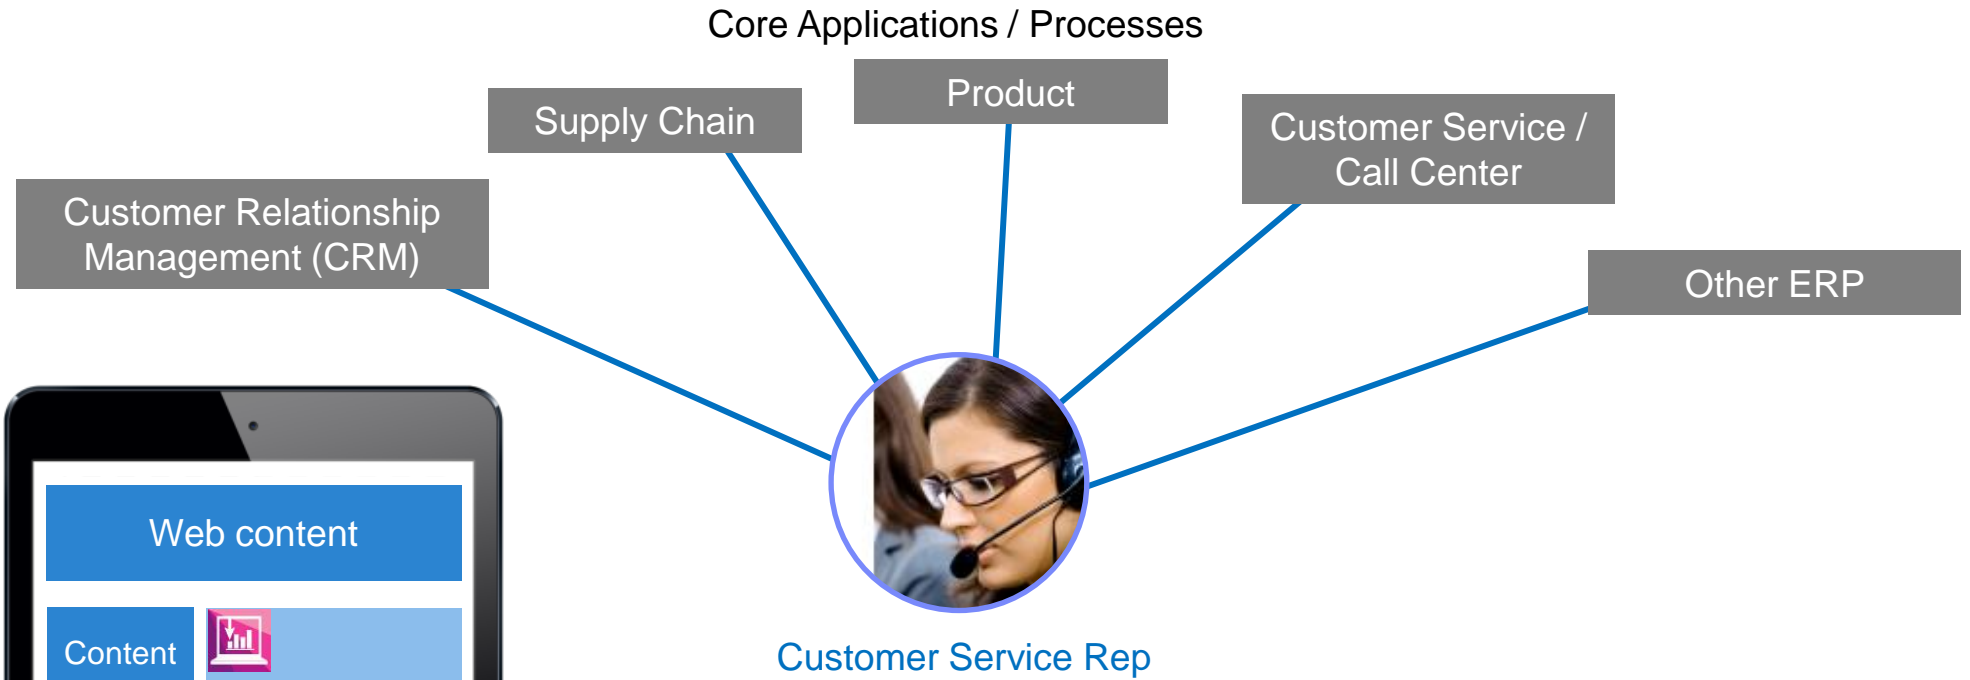 Core Applications / Processes
Product
Supply Chain
Customer Service /
Call Center
Customer Relationship
Management (CRM)
Other ERP
Web content
Content
Customer Service Rep